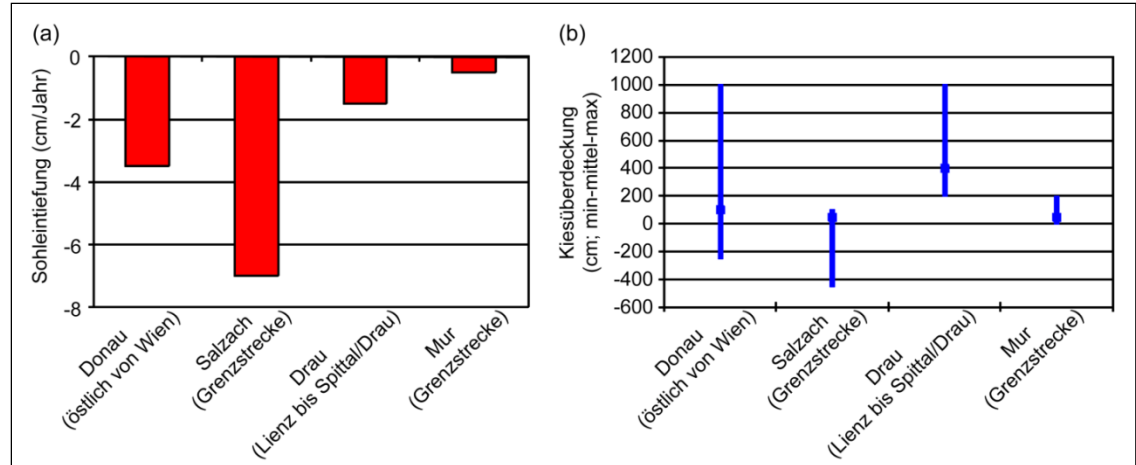 (a)
0
-2
-4
-6
-8
Sohleintiefung (cm/Jahr)
Donau
(östlich von Wien)
Salzach
(Grenzstrecke)
Drau
(Lienz bis Spittal/Drau)
Mur
(Grenzstrecke)
(b)
1200
1000
800
600
400
200
0
-200
-400
-600
Kiesüberdeckung
(cm; min-mittel-max)
Donau
(östlich von Wien)
Salzach
(Grenzstrecke)
Drau
(Lienz bis Spittal/Drau)
Mur
(Grenzstrecke)